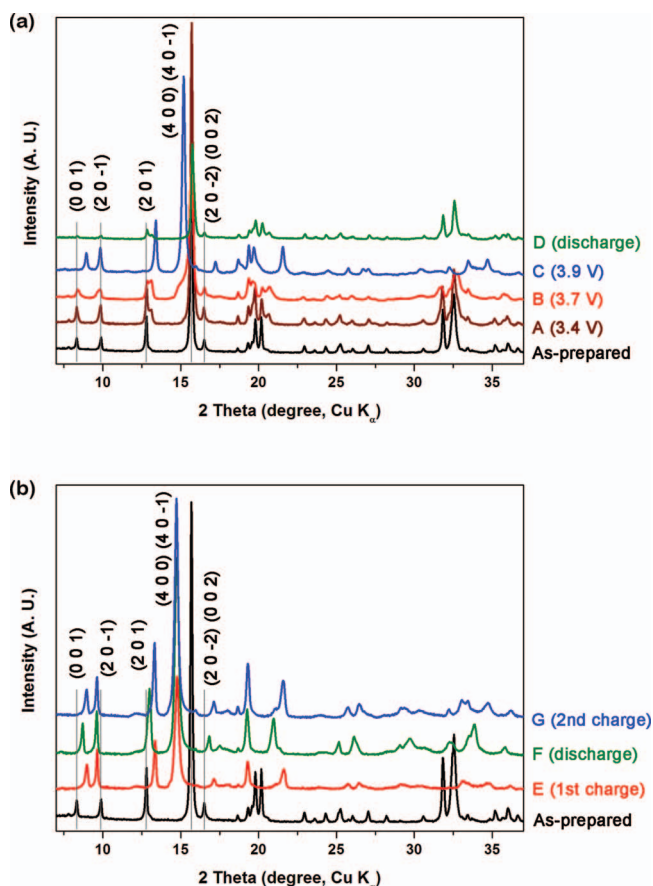 (a)
Intensity (A. U.)
(0 0 1)
(2 0 -1)
(2 0 1)
(4 0 0) (4 0 -1)
(2 0 -2) (0 0 2)
D (discharge)
C (3.9 V)
B (3.7 V)
A (3.4 V)
As-prepared
10 15 20 25 30 35
2 Theta (degree, Cu Kα)
(b)
Intensity (A. U.)
(0 0 1)
(2 0 -1)
(2 0 1)
(4 0 0) (4 0 -1)
(2 0 -2) (0 0 2)
G (2nd charge)
F (discharge)
E (1st charge)
As-prepared
10 15 20 25 30 35
2 Theta (degree, Cu K